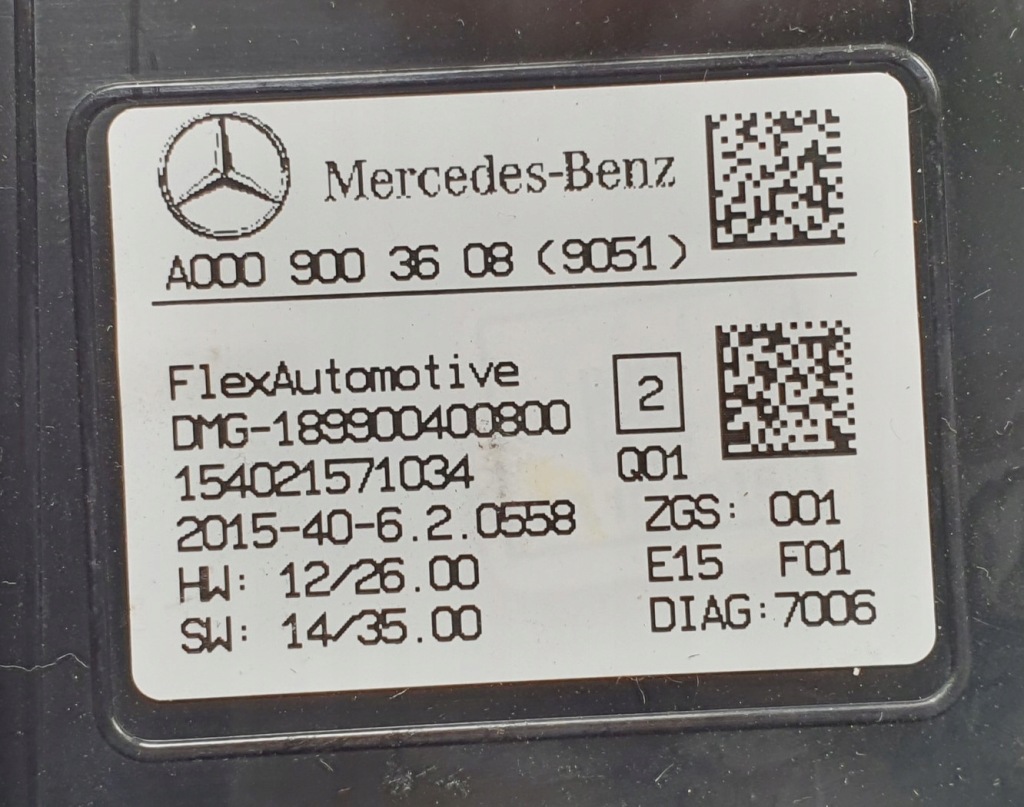 Mercedes-Benz
A000 900 36 08 (9051)
FlexAutomotive
DMG-189900400800
2
154021571034
Q01
2015-40-6.2.0558
ZGS: 001
HW: 12/26.00
E15 F01
SW: 14/35.00
DIAG:7006